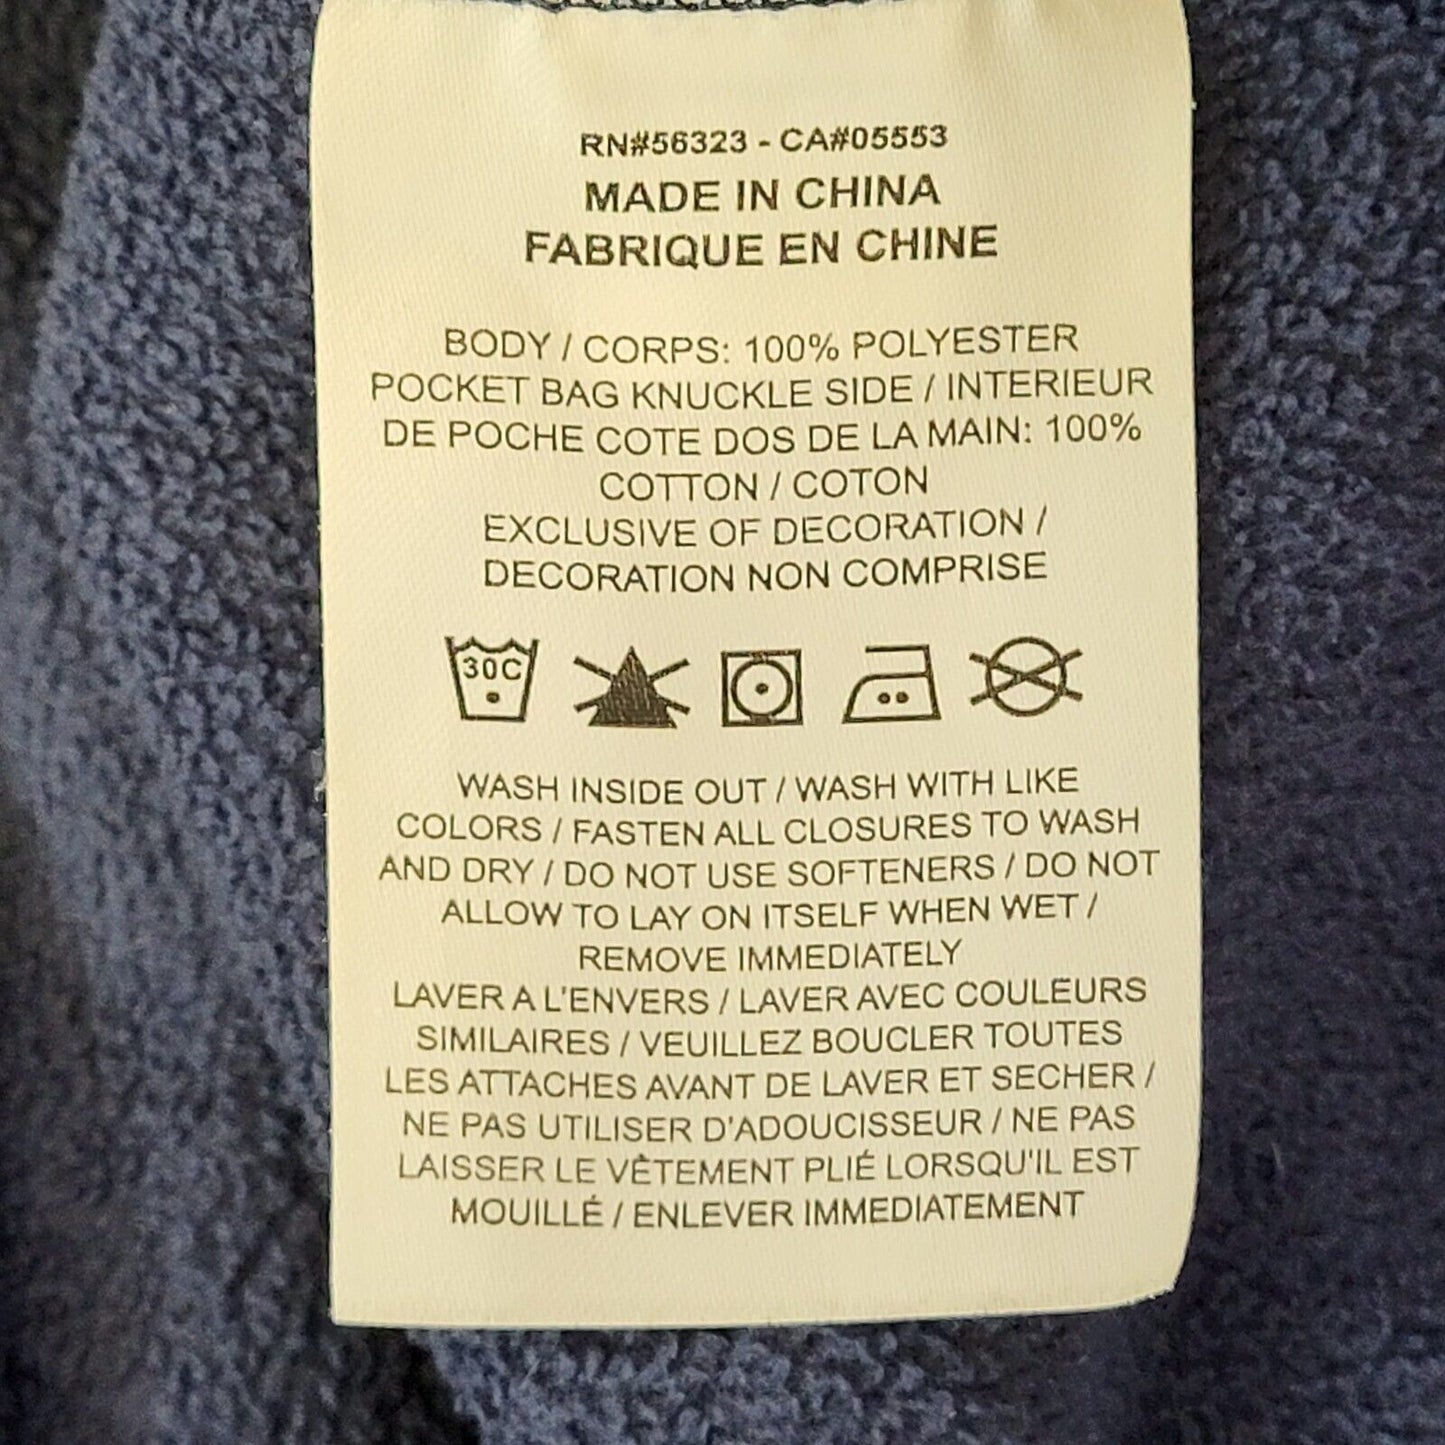 RN#56323 - CA#05553
MADE IN CHINA
FABRIQUE EN CHINE
BODY / CORPS: 100% POLYESTER
POCKET BAG KNUCKLE SIDE / INTERIEUR
DE POCHE COTE DOS DE LA MAIN: 100%
COTTON / COTON
EXCLUSIVE OF DECORATION /
DECORATION NON COMPRISE
30C
WASH INSIDE OUT / WASH WITH LIKE
COLORS / FASTEN ALL CLOSURES TO WASH
AND DRY / DO NOT USE SOFTENERS / DO NOT
ALLOW TO LAY ON ITSELF WHEN WET /
REMOVE IMMEDIATELY
LAVER A L'ENVERS / LAVER AVEC COULEURS
SIMILAIRES / VEUILLEZ BOUCLER TOUTES
LES ATTACHES AVANT DE LAVER ET SECHER /
NE PAS UTILISER D'ADOUCISSEUR / NE PAS
LAISSER LE VÊTEMENT PLIÉ LORSQU'IL EST
MOUILLÉ / ENLEVER IMMEDIATEMENT